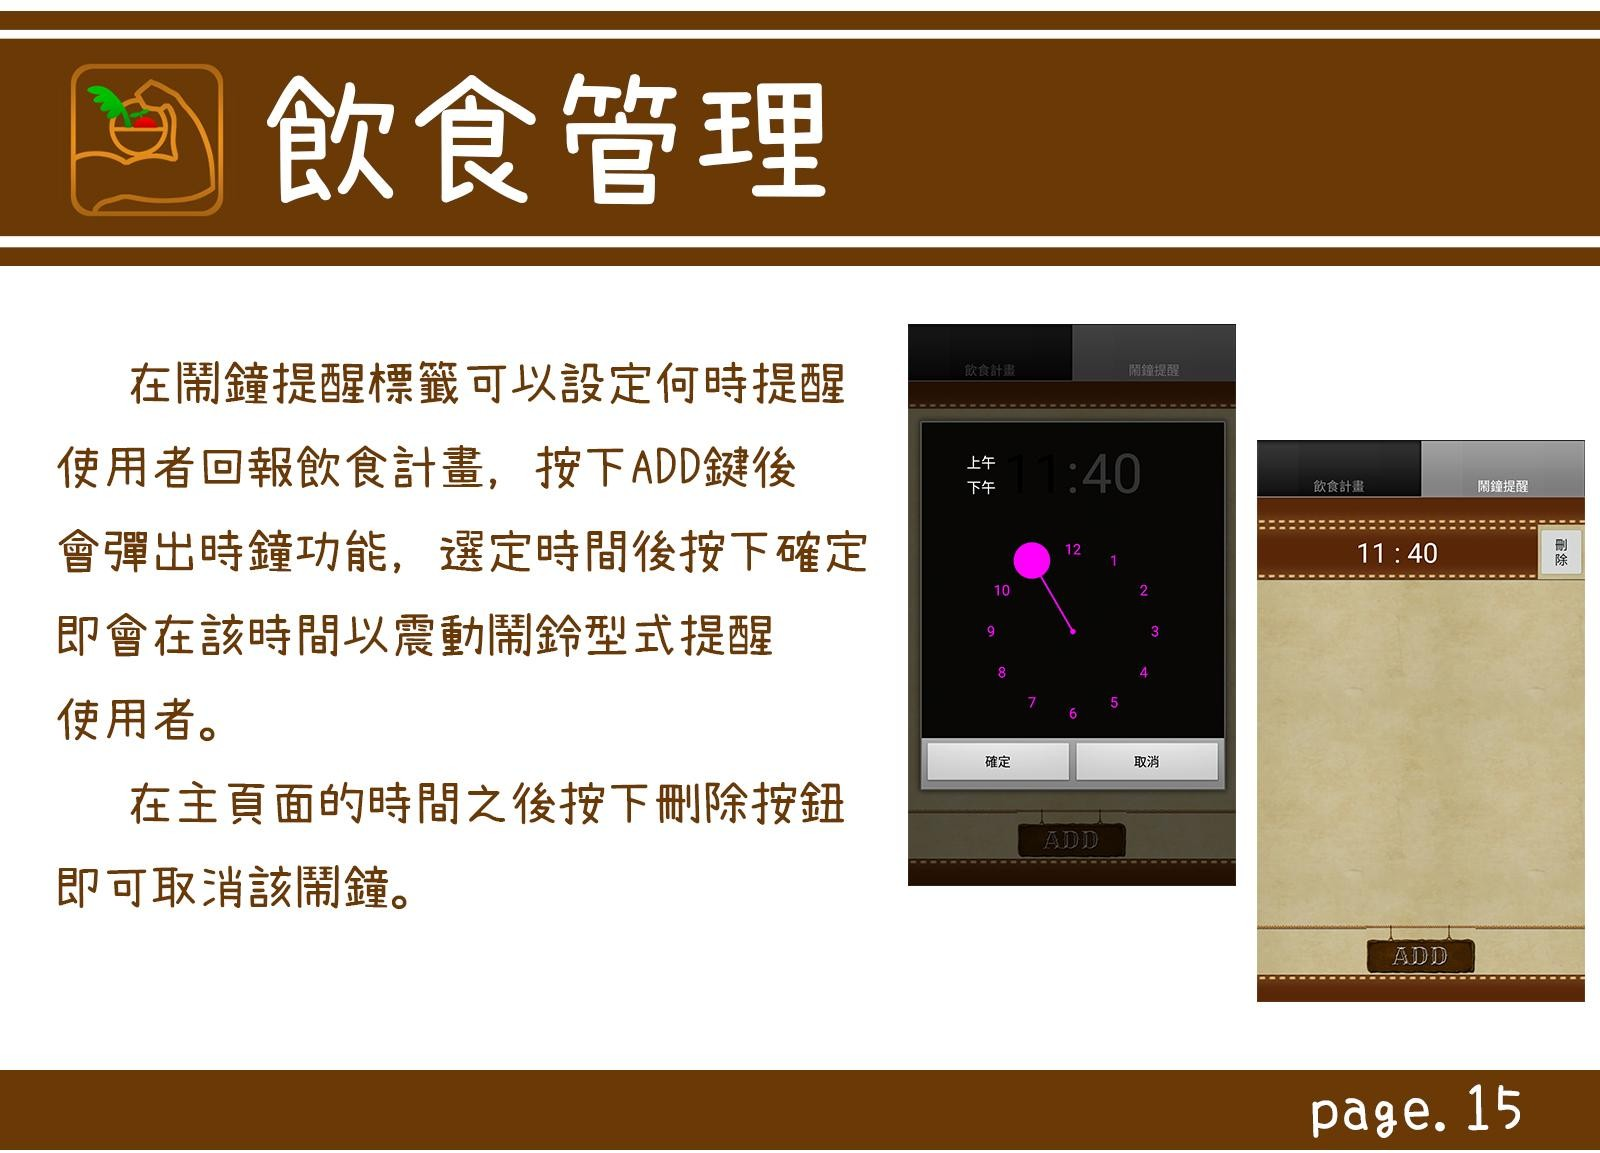 飲食管理
在鬧鐘提醒標籤可以設定何時提醒
使用者回報飲食計畫，按下ADD鍵後
會彈出時鐘功能，選定時間後按下確定
即會在該時間以震動鬧鈴型式提醒
使用者。
在主頁面的時間之後按下刪除按鈕
即可取消該鬧鐘。
飲食計畫 鬧鐘提醒
上午 11:40
下午
12
1
2
3
4
5
6
7
8
9
10
確定 取消
ADD
飲食計畫 鬧鐘提醒
11 : 40 刪除
ADD
page. 15